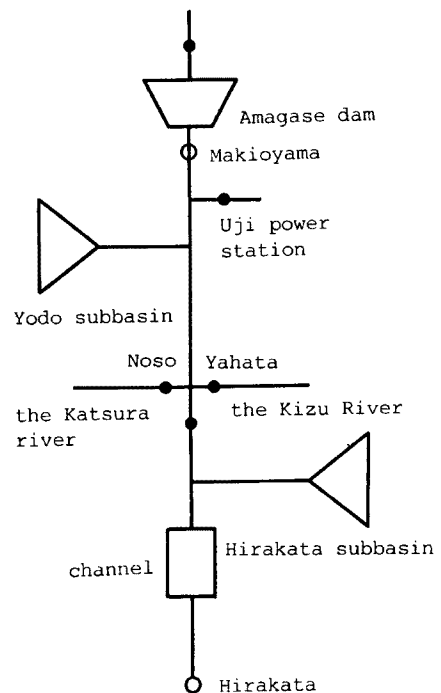 Amagase dam
Makioyama
Uji power
station
Yodo subbasin
Noso
Yahata
the Katsura
river
the Kizu River
Hirakata subbasin
channel
Hirakata